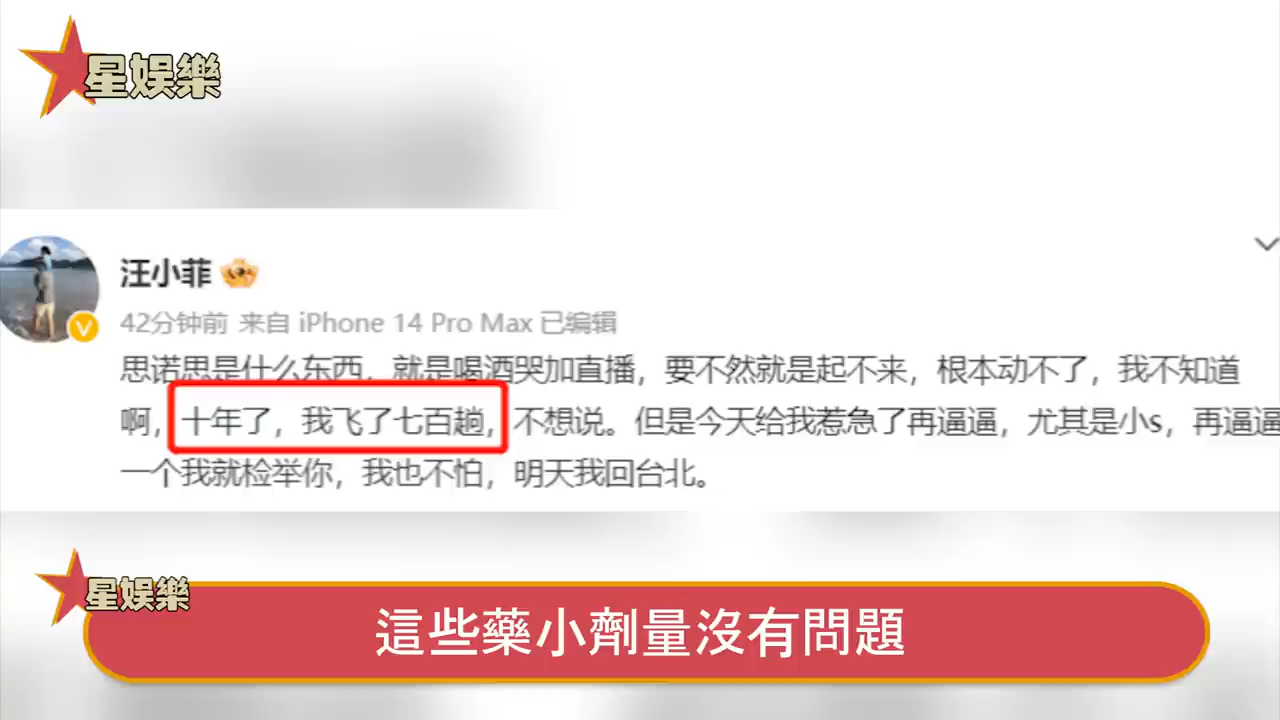 星娱樂
汪小菲
42分钟前 来自 iPhone 14 Pro Max 已编辑
思诺思是什么东西，就是喝酒哭加直播，要不然就是起不来，根本动不了，我不知道
啊，十年了，我飞了七百趟，不想说。但是今天给我惹急了再逼逼，尤其是小s，再逼逼
一个我就检举你，我也不怕，明天我回台北。
星娱樂
這些藥小劑量沒有問題